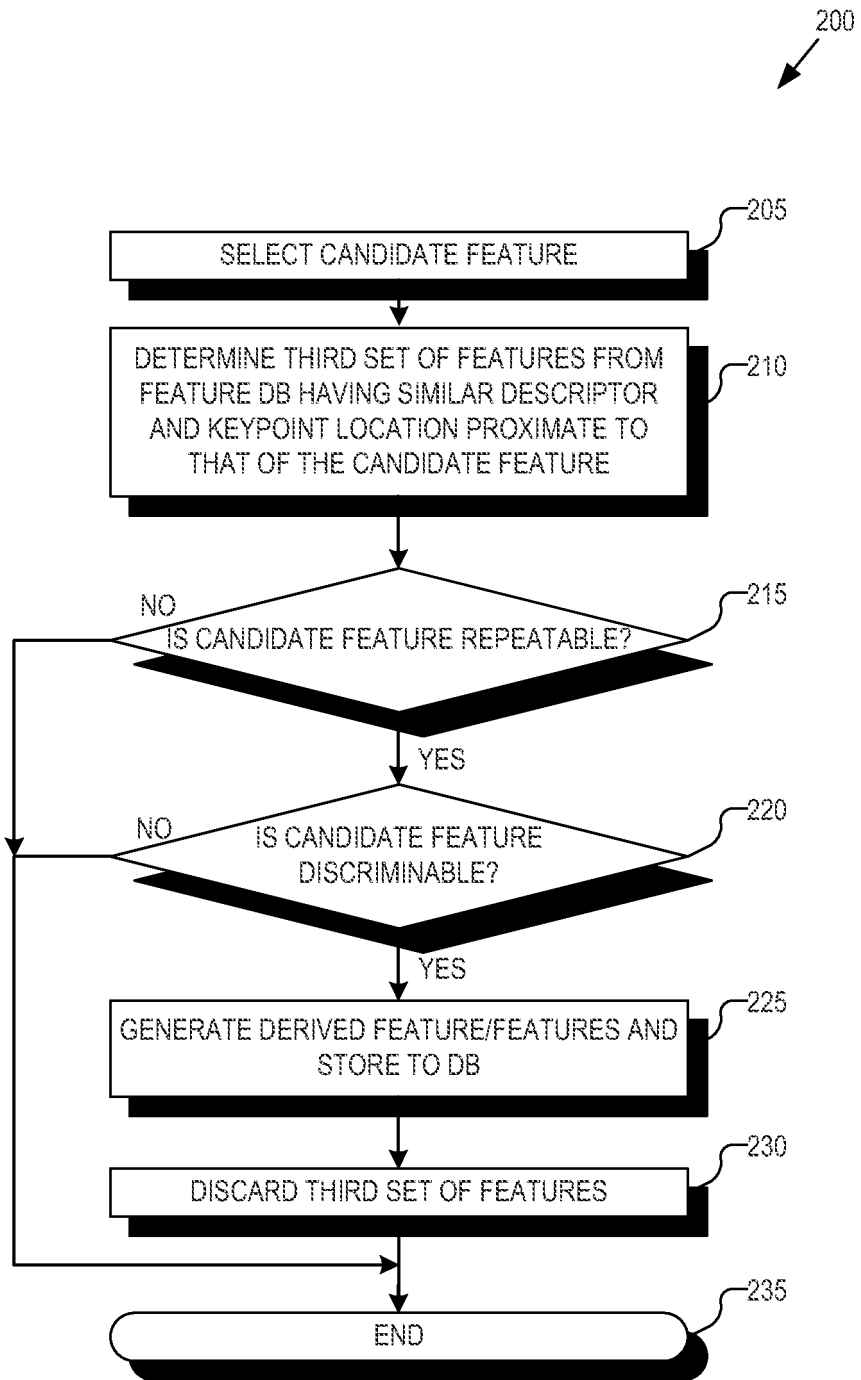 200
205
SELECT CANDIDATE FEATURE
DETERMINE THIRD SET OF FEATURES FROM
FEATURE DB HAVING SIMILAR DESCRIPTOR
AND KEYPOINT LOCATION PROXIMATE TO
THAT OF THE CANDIDATE FEATURE
210
NO
215
IS CANDIDATE FEATURE REPEATABLE?
YES
220
NO
IS CANDIDATE FEATURE
DISCRIMINABLE?
YES
225
GENERATE DERIVED FEATURE/FEATURES AND
STORE TO DB
230
DISCARD THIRD SET OF FEATURES
235
END